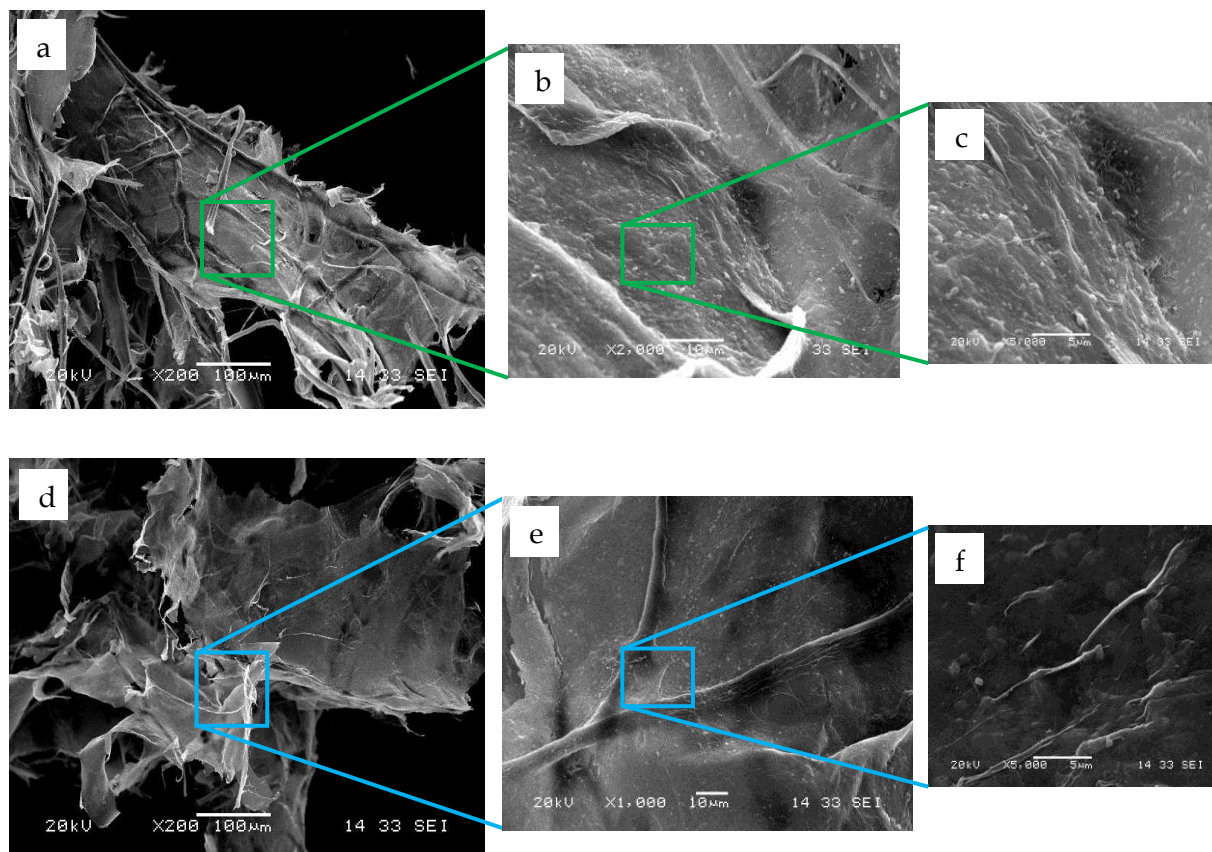 a
20kV X200 100μm 14 33 SEI
b
20kV X2,000 10μm 33 SEI
c
20kV X5,000 5μm 14 33 SEI
d
20kV X200 100μm 14 33 SEI
e
20kV X1,000 10μm 14 33 SEI
f
20kV X5,000 5μm 14 33 SEI